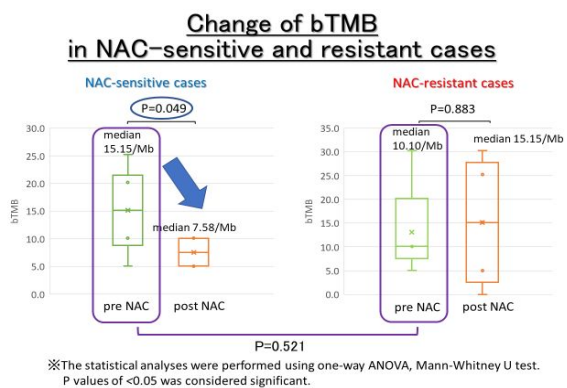 Change of bTMB
in NAC-sensitive and resistant cases
NAC-sensitive cases
P=0.049
median
15.15/Mb
median 7.58/Mb
bTMB
30.0
25.0
20.0
15.0
10.0
5.0
0.0
pre NAC
post NAC
NAC-resistant cases
P=0.883
median
10.10/Mb
median 15.15/Mb
bTMB
35.0
30.0
25.0
20.0
15.0
10.0
5.0
0.0
pre NAC
post NAC
P=0.521
※The statistical analyses were performed using one-way ANOVA, Mann-Whitney U test.
P values of <0.05 was considered significant.